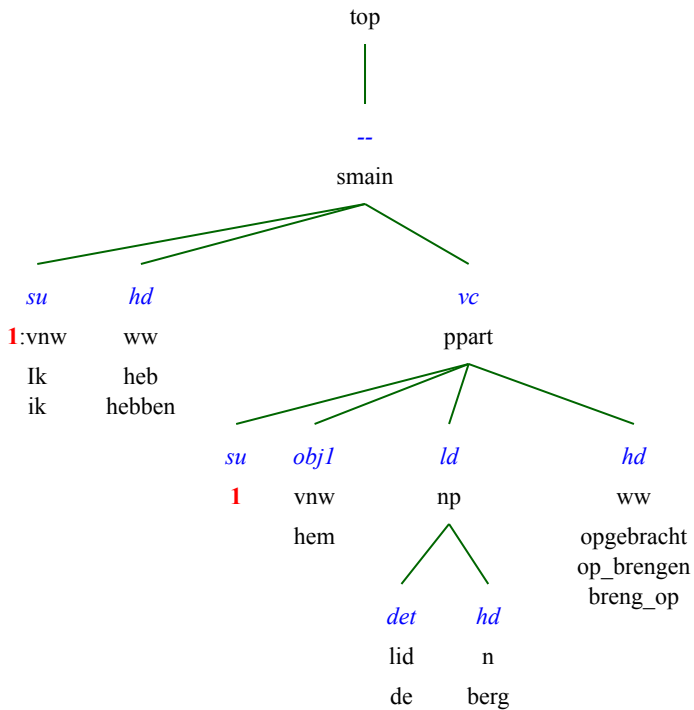 top
--
smain
su hd vc
1:vnw ww ppart
Ik heb
ik hebben
su obj1 ld hd
1 vnw np ww
hem opgebracht
op_brengen
breng_op
det hd
lid n
de berg